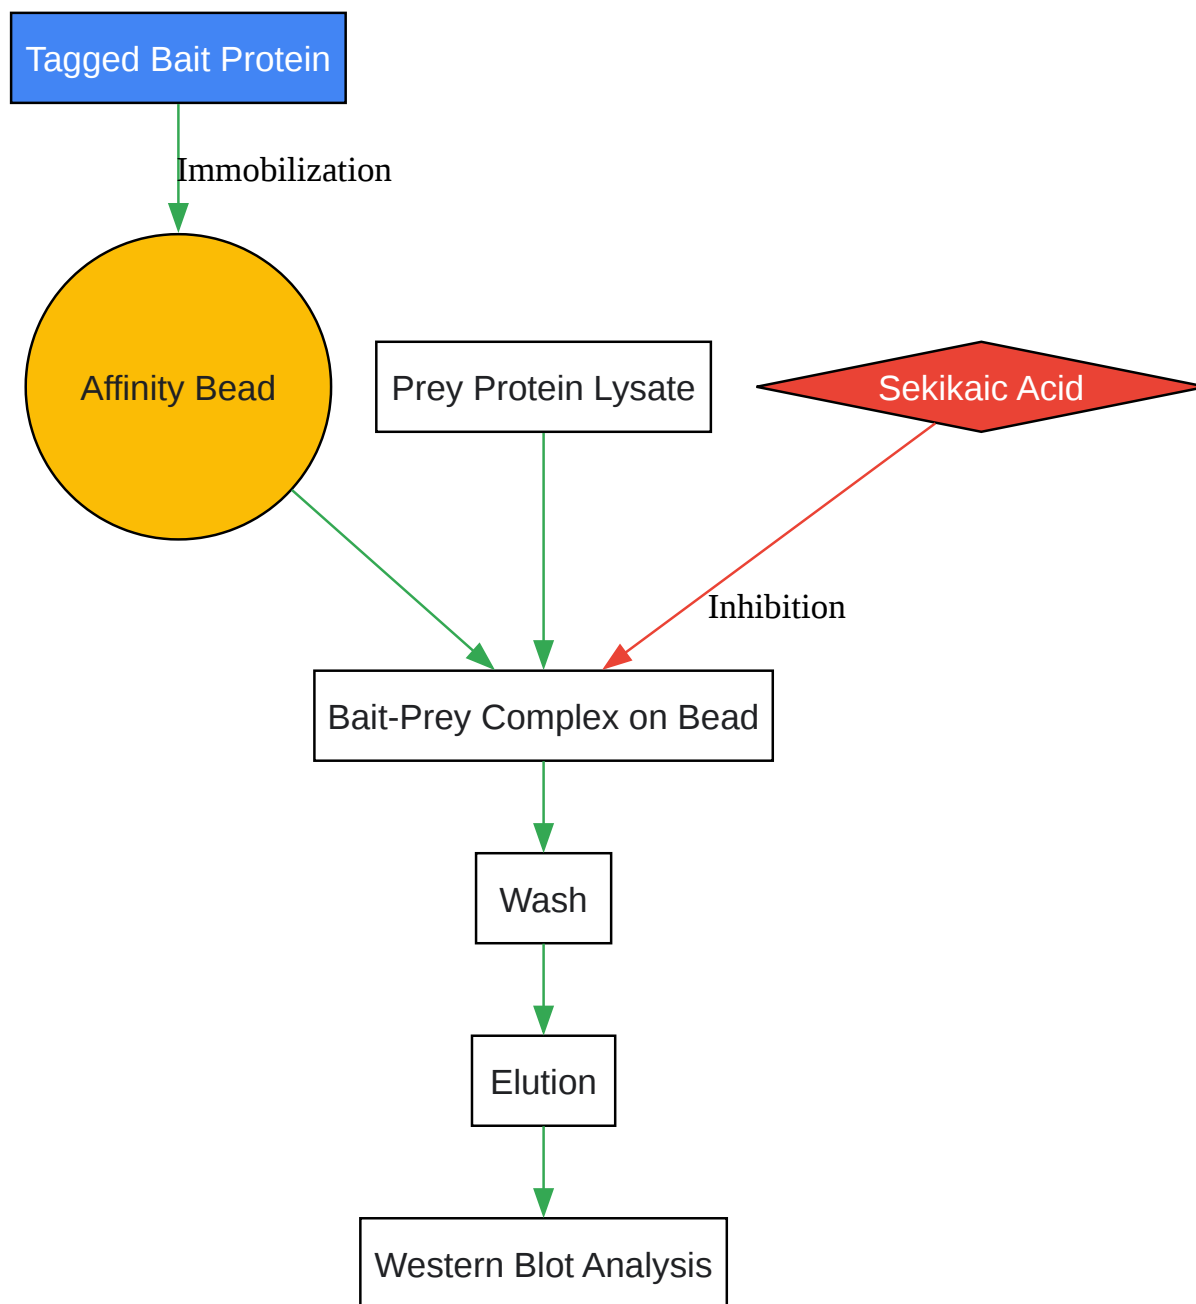 Tagged Bait Protein
Immobilization
Affinity Bead
Prey Protein Lysate
Sekikaic Acid
Inhibition
Bait-Prey Complex on Bead
Wash
Elution
Western Blot Analysis